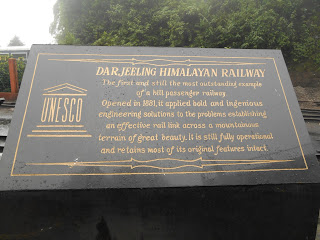 DARJEELING HIMALAYAN RAILWAY
The first and still the most outstanding example
of a hill passenger railway.
Opened in 1881, it applied bold and ingenious
engineering solutions to the problems establishing
an effective rail link across a mountainous
terrain of great beauty. It is still fully operational
and retains most of its original features intact.
UNESCO